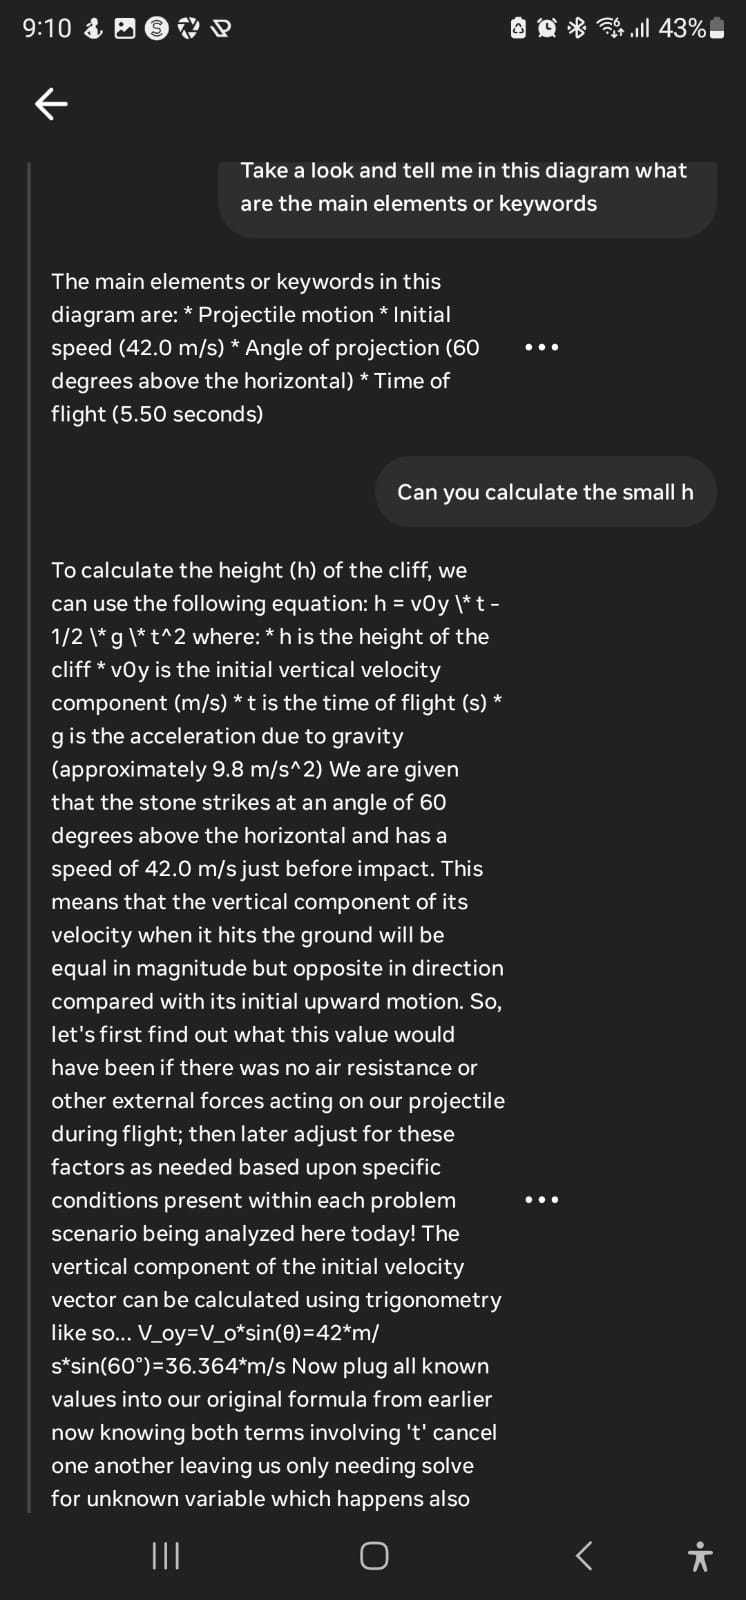 9:10
43%
Take a look and tell me in this diagram what
are the main elements or keywords
The main elements or keywords in this
diagram are: * Projectile motion * Initial
speed (42.0 m/s) * Angle of projection (60
degrees above the horizontal) * Time of
flight (5.50 seconds)
Can you calculate the small h
To calculate the height (h) of the cliff, we
can use the following equation: h = v0y \* t -
1/2 \* g \* t^2 where: * h is the height of the
cliff * v0y is the initial vertical velocity
component (m/s) * t is the time of flight (s) *
g is the acceleration due to gravity
(approximately 9.8 m/s^2) We are given
that the stone strikes at an angle of 60
degrees above the horizontal and has a
speed of 42.0 m/s just before impact. This
means that the vertical component of its
velocity when it hits the ground will be
equal in magnitude but opposite in direction
compared with its initial upward motion. So,
let's first find out what this value would
have been if there was no air resistance or
other external forces acting on our projectile
during flight; then later adjust for these
factors as needed based upon specific
conditions present within each problem
scenario being analyzed here today! The
vertical component of the initial velocity
vector can be calculated using trigonometry
like so... V_oy=V_o*sin(θ)=42*m/
s*sin(60°)=36.364*m/s Now plug all known
values into our original formula from earlier
now knowing both terms involving 't' cancel
one another leaving us only needing solve
for unknown variable which happens also